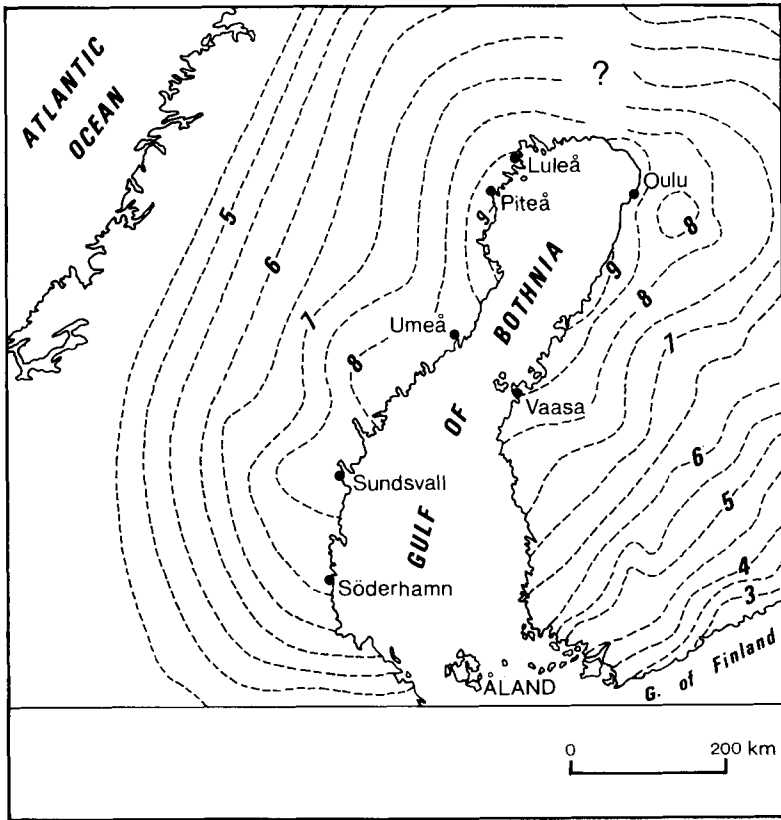 ATLANTIC
OCEAN
?
5
6
7
8
9
Luleå
Piteå
Oulu
8
9
8
7
Umeå
GULF OF BOTHNIA
Vaasa
6
5
4
3
Sundsvall
Söderhamn
ÅLAND
G. of Finland
0 200 km